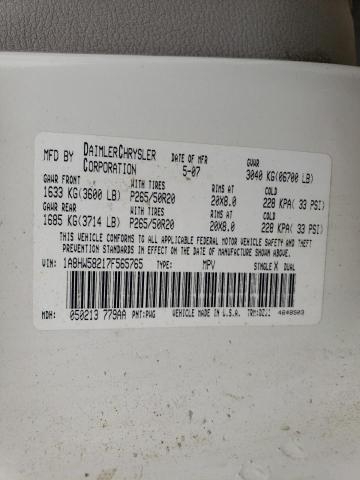 MFD BY DAIMLERCHRYSLER CORPORATION DATE OF MFR 5-07 GVWR 3040 KG(06700 LB)
GAWR FRONT WITH TIRES RIMS AT COLD
1633 KG(3600 LB) P265/50R20 20X8.0 228 KPA( 33 PSI)
GAWR REAR WITH TIRES RIMS AT COLD
1685 KG(3714 LB) P265/50R20 20X8.0 228 KPA( 33 PSI)
THIS VEHICLE CONFORMS TO ALL APPLICABLE FEDERAL MOTOR VEHICLE SAFETY AND THEFT
PREVENTION STANDARDS IN EFFECT ON THE DATE OF MANUFACTURE SHOWN ABOVE.
VIN: 1A8HW58217F565765 TYPE: MPV SINGLE X DUAL
MDH: 050213 779AA PNT:PWG VEHICLE MADE IN U.S.A. 4648503